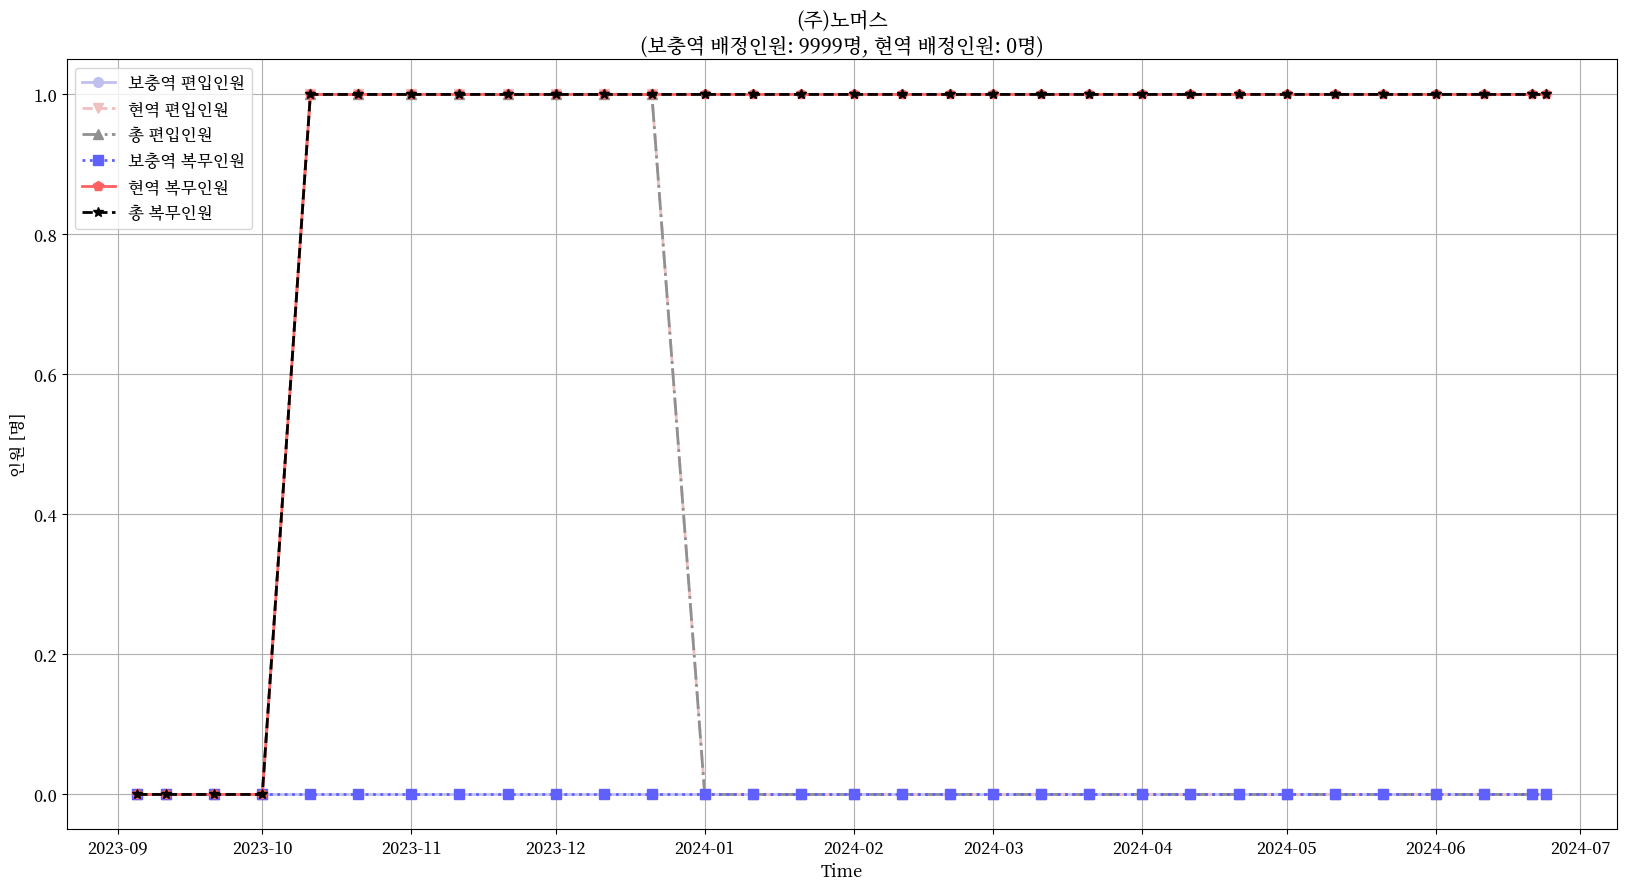 (주)노머스
(보충역 배정인원: 9999명, 현역 배정인원: 0명)
보충역 편입인원
현역 편입인원
총 편입인원
보충역 복무인원
현역 복무인원
총 복무인원
1.0
0.8
0.6
0.4
0.2
0.0
인원 [명]
2023-09 2023-10 2023-11 2023-12 2024-01 2024-02 2024-03 2024-04 2024-05 2024-06 2024-07
Time